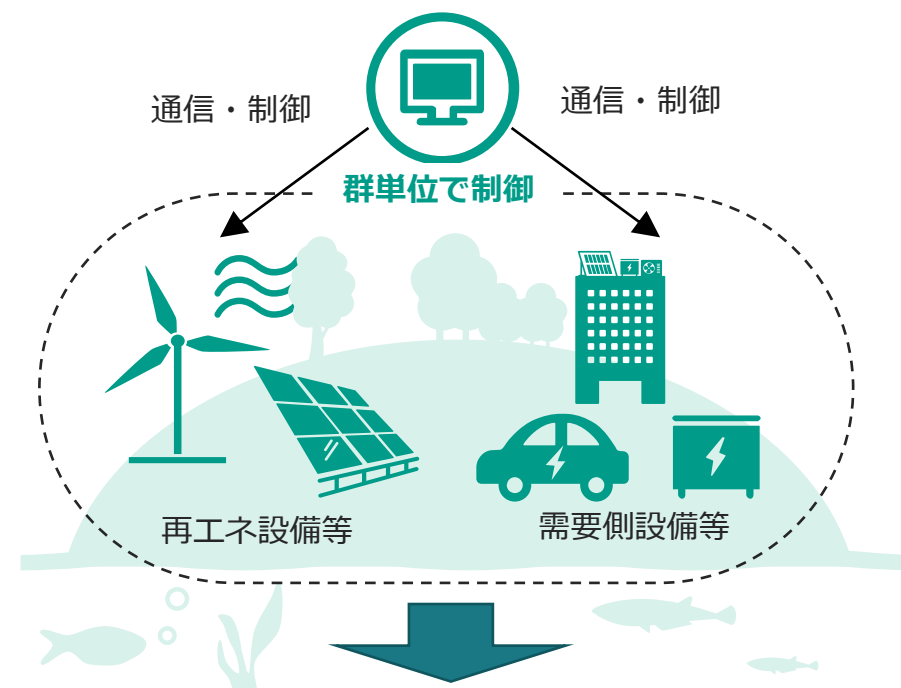 通信・制御
通信・制御
群単位で制御
再エネ設備等
需要側設備等